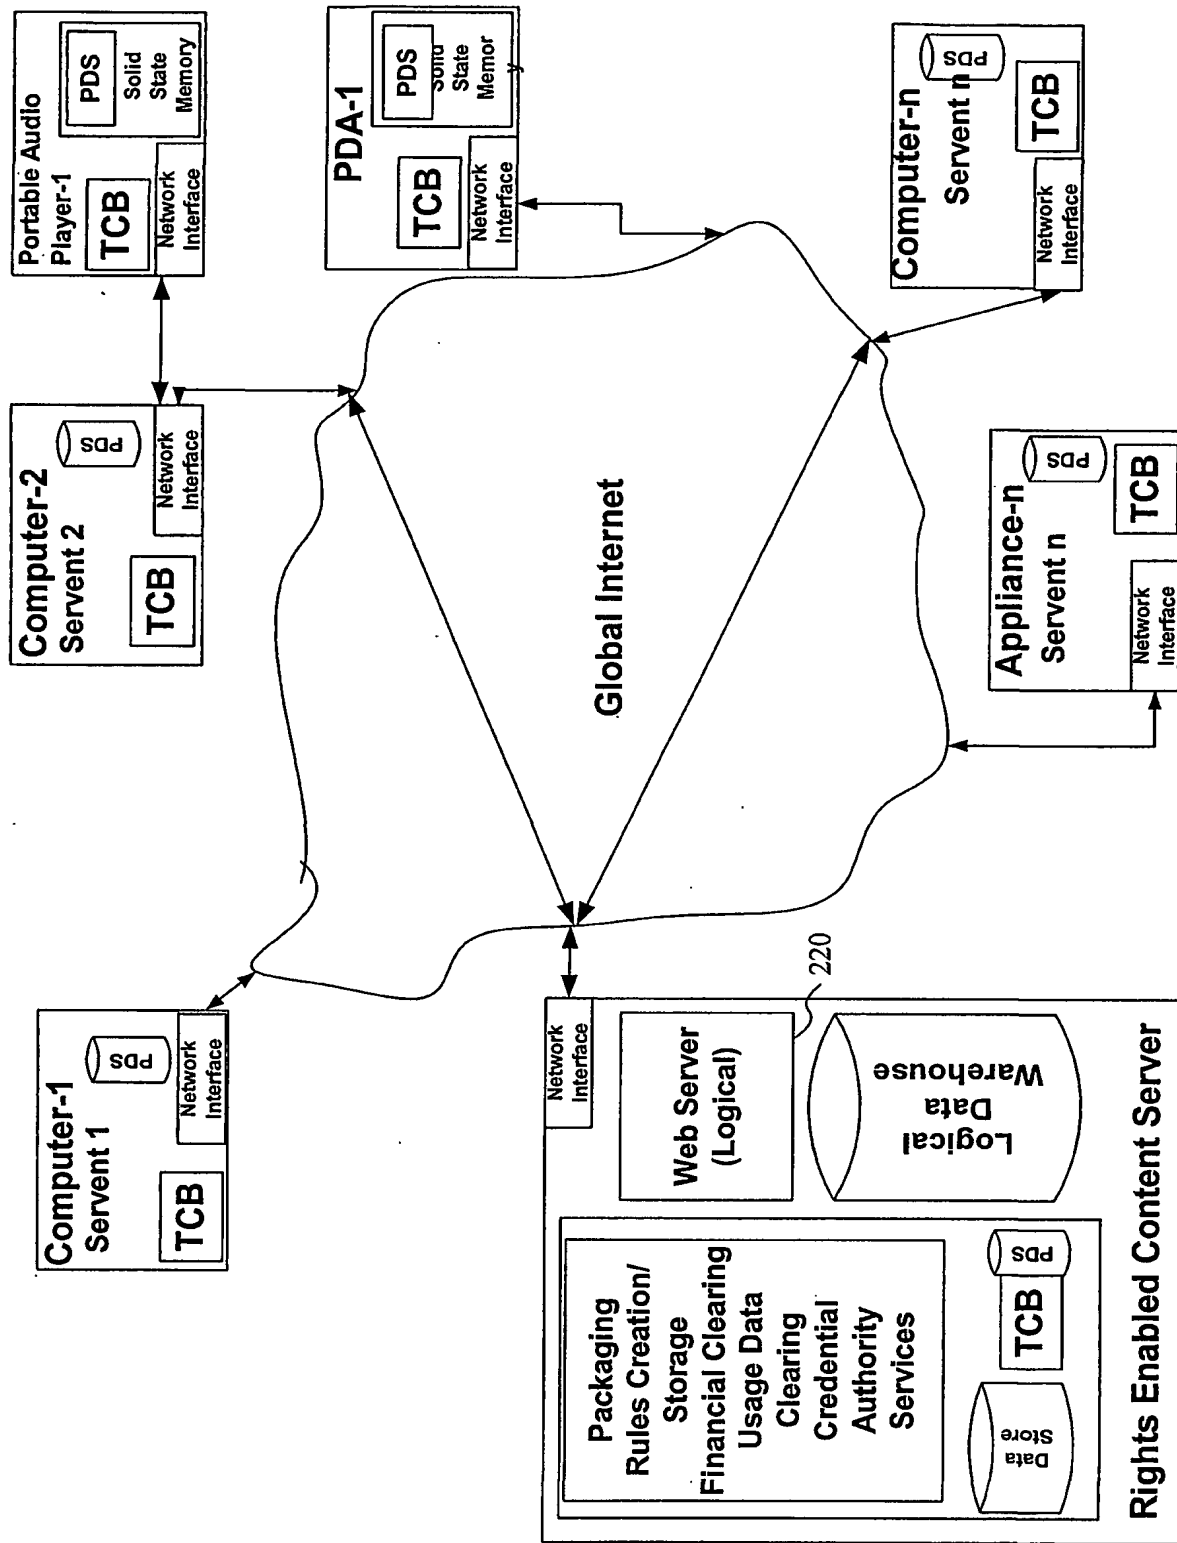 Computer-1
Servent 1
TCB
PDS
Network
Interface
Computer-2
Servent 2
TCB
PDS
Network
Interface
Portable Audio
Player-1
TCB
Network
Interface
PDS
Solid
State
Memory
PDA-1
TCB
Network
Interface
PDS
Solid
State
Memor
y
Global Internet
Computer-n
Servent n
PDS
TCB
Network
Interface
Appliance-n
Servent n
PDS
TCB
Network
Interface
Network
Interface
Web Server
(Logical)
220
Logical
Data
Warehouse
Packaging
Rules Creation/
Storage
Financial Clearing
Usage Data
Clearing
Credential
Authority
Services
Data
Store
TCB
PDS
Rights Enabled Content Server